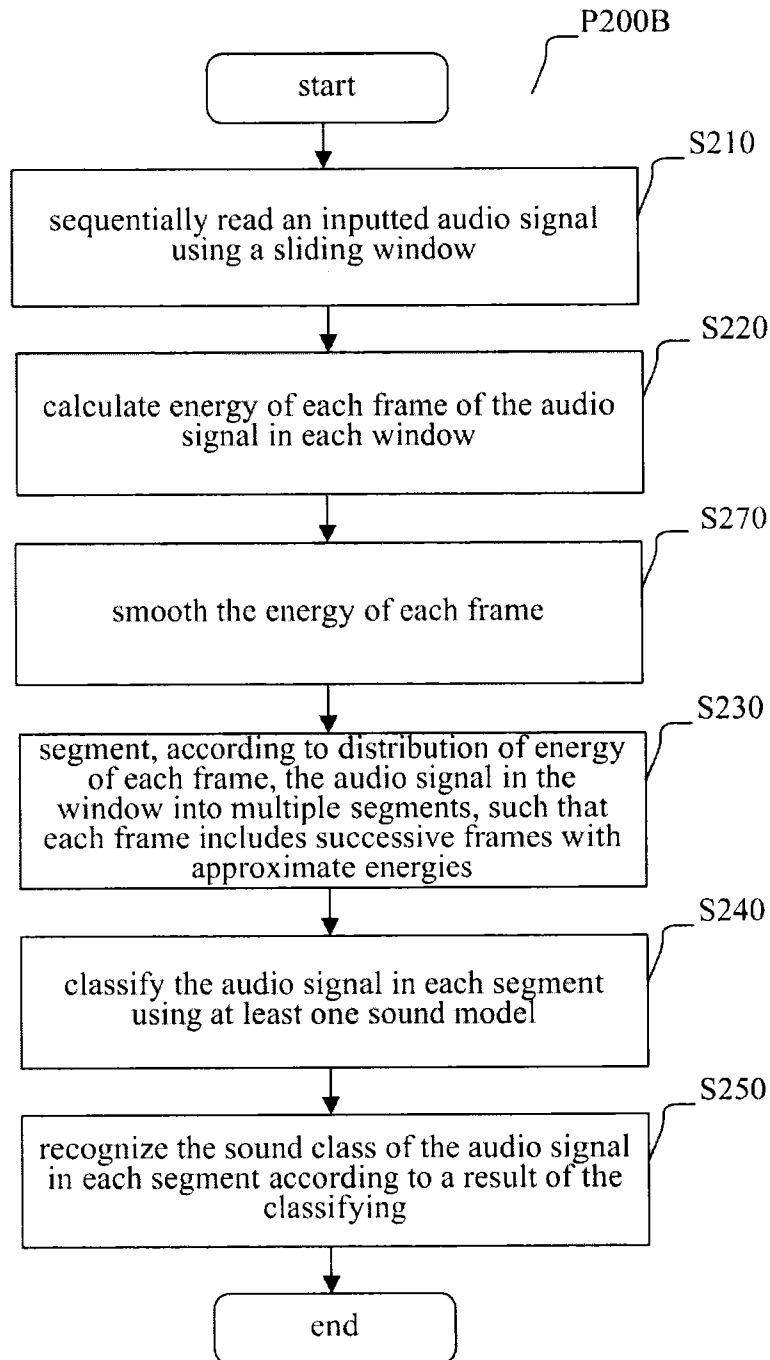 P200B
start
S210
sequentially read an inputted audio signal
using a sliding window
S220
calculate energy of each frame of the audio
signal in each window
S270
smooth the energy of each frame
S230
segment, according to distribution of energy
of each frame, the audio signal in the
window into multiple segments, such that
each frame includes successive frames with
approximate energies
S240
classify the audio signal in each segment
using at least one sound model
S250
recognize the sound class of the audio signal
in each segment according to a result of the
classifying
end